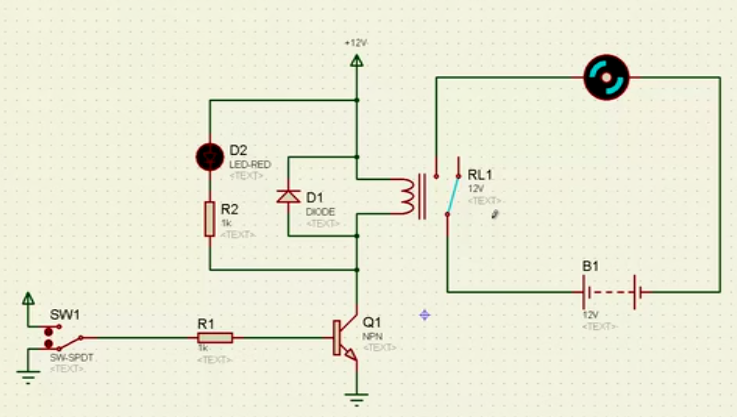 +12V
D2
LED-RED
<TEXT>
D1
DIODE
<TEXT>
R2
1k
<TEXT>
RL1
12V
<TEXT>
B1
12V
<TEXT>
SW1
SW-SPDT
<TEXT>
R1
1k
<TEXT>
Q1
NPN
<TEXT>